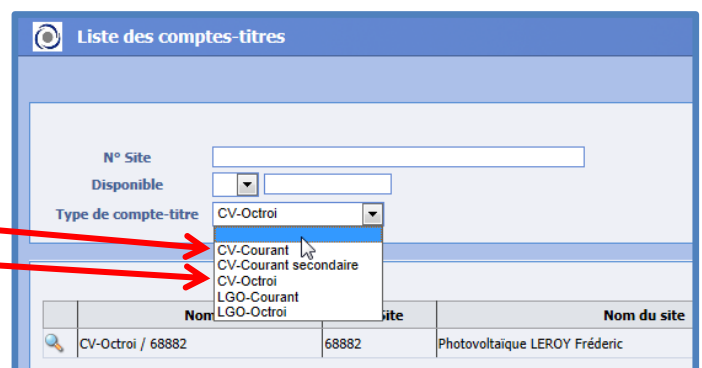 Liste des comptes-titres
N° Site
Disponible
Type de compte-titre CV-Octroi
CV-Courant
CV-Courant secondaire
CV-Octroi
LGO-Courant
LGO-Octroi
Nom Site Nom du site
CV-Octroi / 68882 68882 Photovoltaïque LEROY Fréderic